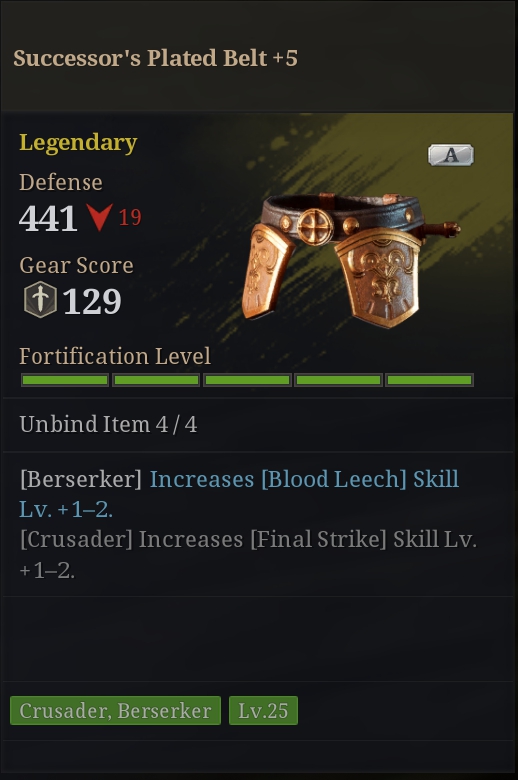 Successor's Plated Belt +5
Legendary
A
Defense
441 19
Gear Score
129
Fortification Level
Unbind Item 4 / 4
[Berserker] Increases [Blood Leech] Skill
Lv. +1–2.
[Crusader] Increases [Final Strike] Skill Lv.
+1–2.
Crusader, Berserker Lv.25